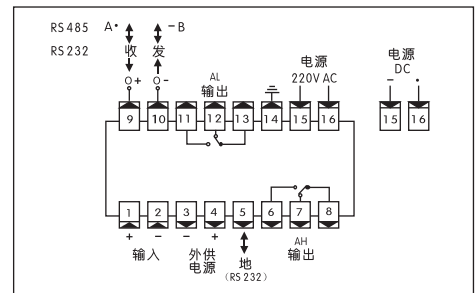 RS485 A• – B
RS232 收 发
O+ O-
AL
输出
电源
220V AC
电源
DC
– •
9 10 11 12 13 14 15 16 15 16
1 2 3 4 5 6 7 8
+ – – + AH
输入 外供 地 输出
电源 （RS232）